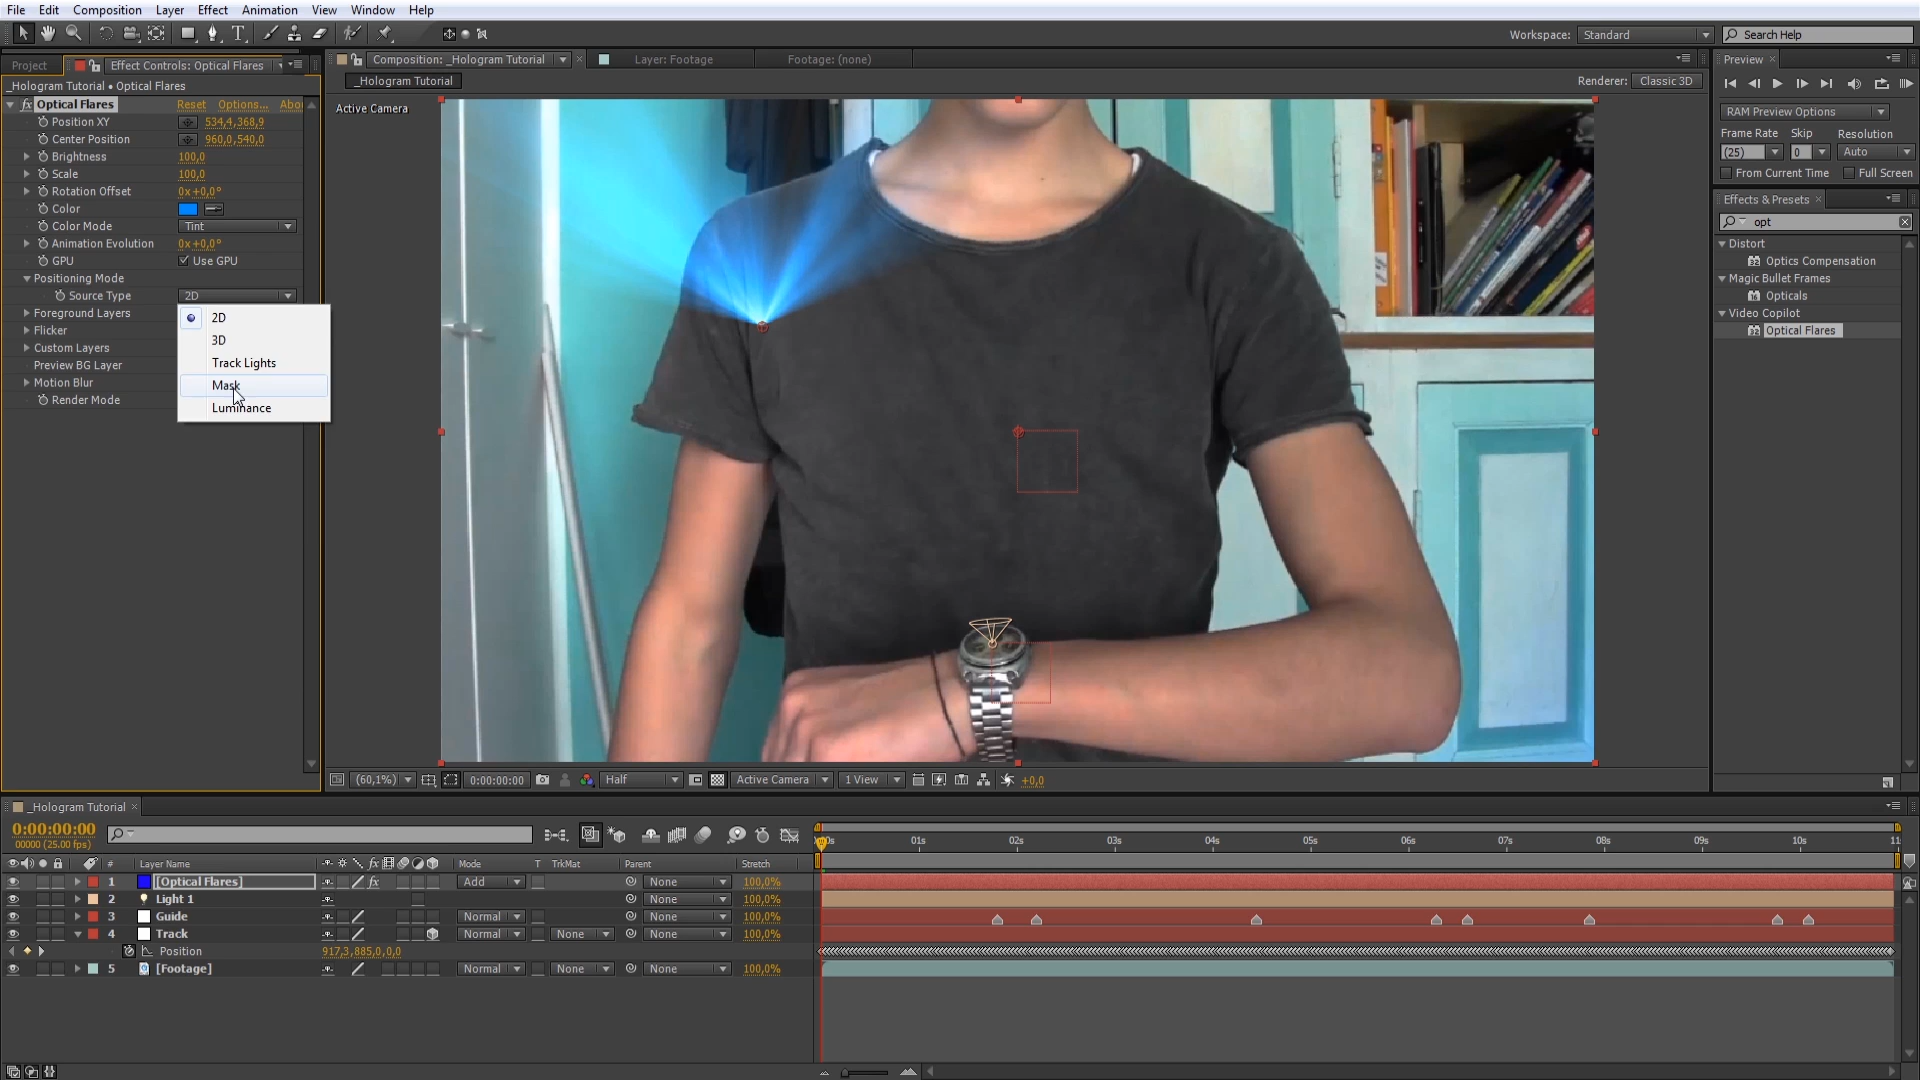 File Edit Composition Layer Effect Animation View Window Help
Workspace: Standard Search Help
Project Effect Controls: Optical Flares
_Hologram Tutorial • Optical Flares
fx Optical Flares Reset Options... Abo
Position XY 534,4,368,9
Center Position 960,0,540,0
Brightness 100,0
Scale 100,0
Rotation Offset 0x+0,0°
Color
Color Mode Tint
Animation Evolution 0x+0,0°
GPU Use GPU
Positioning Mode
Source Type 2D
Foreground Layers
Flicker
Custom Layers
Preview BG Layer
Motion Blur
Render Mode
2D
3D
Track Lights
Mask
Luminance
Composition: _Hologram Tutorial Layer: Footage Footage: (none)
_Hologram Tutorial Renderer: Classic 3D
Active Camera
(60,1%) 0:00:00:00 Half Active Camera 1 View +0,0
Preview
RAM Preview Options
Frame Rate Skip Resolution
(25) 0 Auto
From Current Time Full Screen
Effects & Presets
opt
Distort
Optics Compensation
Magic Bullet Frames
Opticals
Video Copilot
Optical Flares
_Hologram Tutorial
0:00:00:00
00000 (25.00 fps)
01s 02s 03s 04s 05s 06s 07s 08s 09s 10s 11
# Layer Name fx Mode T TrkMat Parent Stretch
1 [Optical Flares] fx Add None 100,0%
2 Light 1 None 100,0%
3 Guide Normal None 100,0%
4 Track Normal None None 100,0%
Position 917,3,885,0,0,0
5 [Footage] Normal None None 100,0%